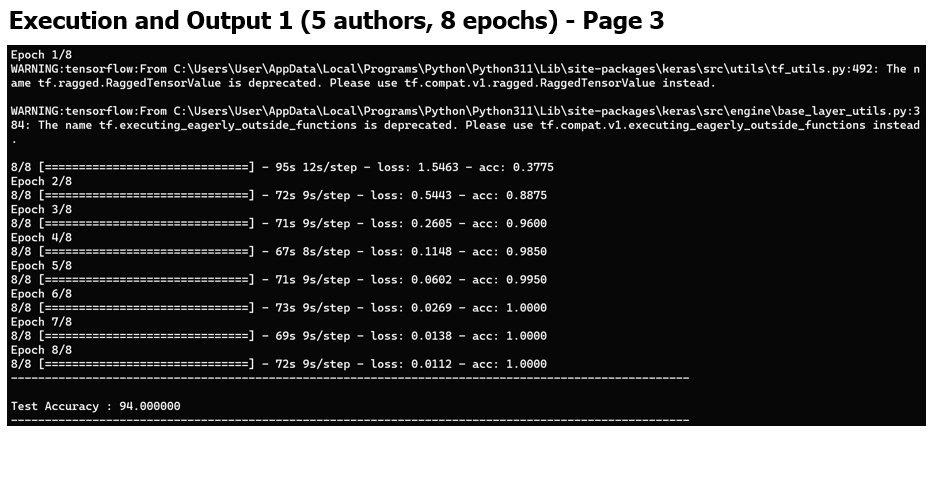 Execution and Output 1 (5 authors, 8 epochs) - Page 3
Epoch 1/8
WARNING:tensorflow:From C:\Users\User\AppData\Local\Programs\Python\Python311\Lib\site-packages\keras\src\utils\tf_utils.py:492: The n
ame tf.ragged.RaggedTensorValue is deprecated. Please use tf.compat.v1.ragged.RaggedTensorValue instead.
WARNING:tensorflow:From C:\Users\User\AppData\Local\Programs\Python\Python311\Lib\site-packages\keras\src\engine\base_layer_utils.py:3
84: The name tf.executing_eagerly_outside_functions is deprecated. Please use tf.compat.v1.executing_eagerly_outside_functions instead
.
8/8 [==============================] - 95s 12s/step - loss: 1.5463 - acc: 0.3775
Epoch 2/8
8/8 [==============================] - 72s 9s/step - loss: 0.5443 - acc: 0.8875
Epoch 3/8
8/8 [==============================] - 71s 9s/step - loss: 0.2605 - acc: 0.9600
Epoch 4/8
8/8 [==============================] - 67s 8s/step - loss: 0.1148 - acc: 0.9850
Epoch 5/8
8/8 [==============================] - 71s 9s/step - loss: 0.0602 - acc: 0.9950
Epoch 6/8
8/8 [==============================] - 73s 9s/step - loss: 0.0269 - acc: 1.0000
Epoch 7/8
8/8 [==============================] - 69s 9s/step - loss: 0.0138 - acc: 1.0000
Epoch 8/8
8/8 [==============================] - 72s 9s/step - loss: 0.0112 - acc: 1.0000
----------------------------------------------------------------------------------------------------
Test Accuracy : 94.000000
----------------------------------------------------------------------------------------------------